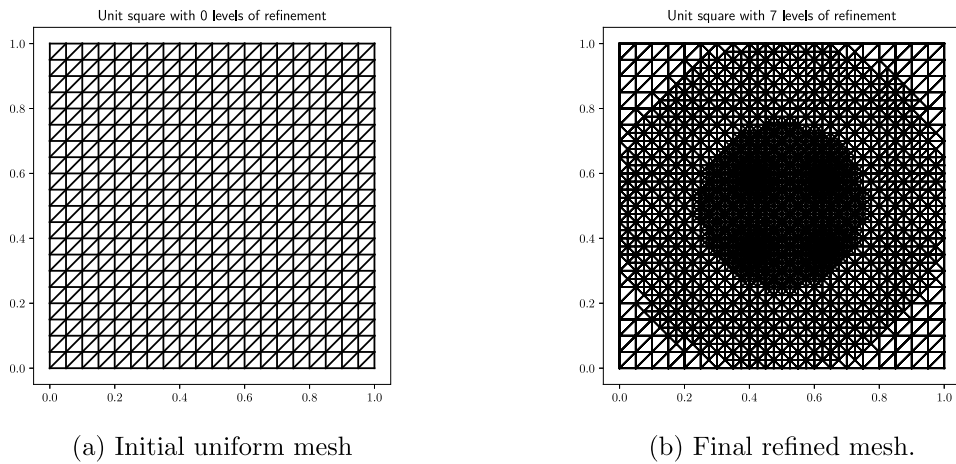 Unit square with 0 levels of refinement
Unit square with 7 levels of refinement
1.0
0.8
0.6
0.4
0.2
0.0
0.0 0.2 0.4 0.6 0.8 1.0
1.0
0.8
0.6
0.4
0.2
0.0
0.0 0.2 0.4 0.6 0.8 1.0
(a) Initial uniform mesh
(b) Final refined mesh.